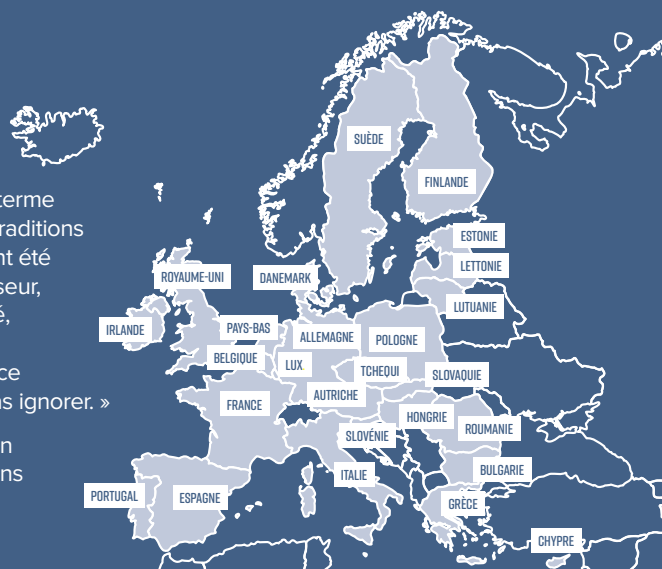 terme
raditions
nt été
seur,
é,
ce
s ignorer. »
n
ns
SUÈDE
FINLANDE
ESTONIE
LETTONIE
LUTUANIE
ROYAUME-UNI
DANEMARK
IRLANDE
PAYS-BAS
ALLEMAGNE
POLOGNE
BELGIQUE
LUX
TCHEQUI
SLOVAQUIE
AUTRICHE
FRANCE
HONGRIE
ROUMANIE
SLOVÉNIE
ITALIE
BULGARIE
PORTUGAL
ESPAGNE
GRÈCE
CHYPRE